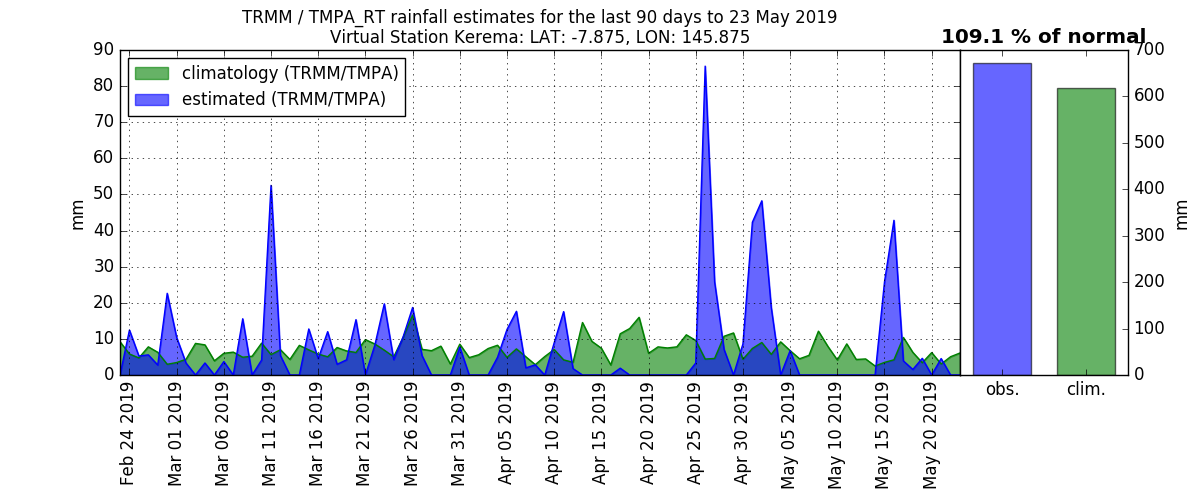 TRMM / TMPA_RT rainfall estimates for the last 90 days to 23 May 2019
Virtual Station Kerema: LAT: -7.875, LON: 145.875
109.1 % of normal
climatology (TRMM/TMPA)
estimated (TRMM/TMPA)
mm
90
80
70
60
50
40
30
20
10
0
Feb 24 2019
Mar 01 2019
Mar 06 2019
Mar 11 2019
Mar 16 2019
Mar 21 2019
Mar 26 2019
Mar 31 2019
Apr 05 2019
Apr 10 2019
Apr 15 2019
Apr 20 2019
Apr 25 2019
Apr 30 2019
May 05 2019
May 10 2019
May 15 2019
May 20 2019
obs.
clim.
700
600
500
400
300
200
100
0
mm